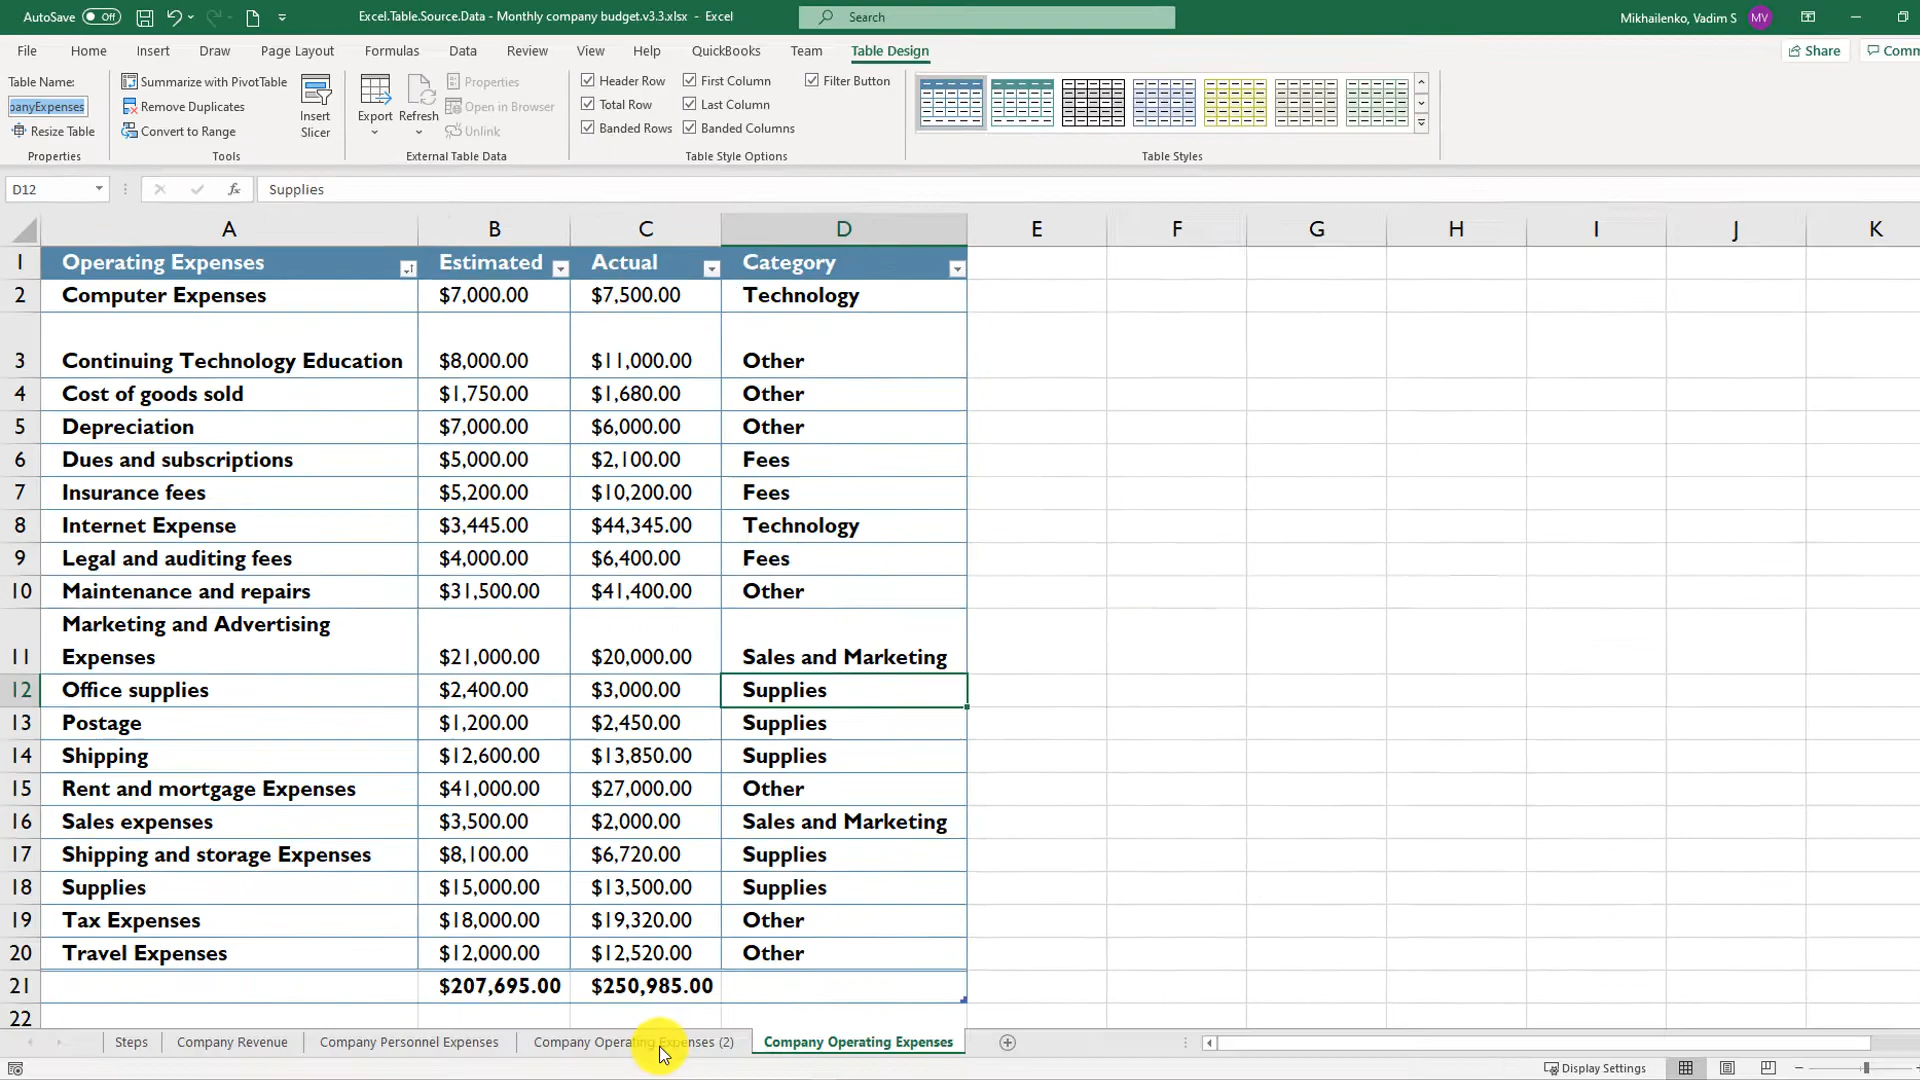 AutoSave Off Excel.Table.Source.Data - Monthly company budget.v3.3.xlsx - Excel Search Mikhailenko, Vadim S MV
File Home Insert Draw Page Layout Formulas Data Review View Help QuickBooks Team Table Design Share Comm
Table Name: Summarize with PivotTable Properties Header Row First Column Filter Button
panyExpenses Remove Duplicates Insert Slicer Export Refresh Open in Browser Total Row Last Column
Resize Table Convert to Range Unlink Banded Rows Banded Columns
Properties Tools External Table Data Table Style Options Table Styles
D12 fx Supplies
A B C D E F G H I J K
1 Operating Expenses Estimated Actual Category
2 Computer Expenses $7,000.00 $7,500.00 Technology
3 Continuing Technology Education $8,000.00 $11,000.00 Other
4 Cost of goods sold $1,750.00 $1,680.00 Other
5 Depreciation $7,000.00 $6,000.00 Other
6 Dues and subscriptions $5,000.00 $2,100.00 Fees
7 Insurance fees $5,200.00 $10,200.00 Fees
8 Internet Expense $3,445.00 $44,345.00 Technology
9 Legal and auditing fees $4,000.00 $6,400.00 Fees
10 Maintenance and repairs $31,500.00 $41,400.00 Other
Marketing and Advertising
11 Expenses $21,000.00 $20,000.00 Sales and Marketing
12 Office supplies $2,400.00 $3,000.00 Supplies
13 Postage $1,200.00 $2,450.00 Supplies
14 Shipping $12,600.00 $13,850.00 Supplies
15 Rent and mortgage Expenses $41,000.00 $27,000.00 Other
16 Sales expenses $3,500.00 $2,000.00 Sales and Marketing
17 Shipping and storage Expenses $8,100.00 $6,720.00 Supplies
18 Supplies $15,000.00 $13,500.00 Supplies
19 Tax Expenses $18,000.00 $19,320.00 Other
20 Travel Expenses $12,000.00 $12,520.00 Other
21 $207,695.00 $250,985.00
22
Steps Company Revenue Company Personnel Expenses Company Operating Expenses (2) Company Operating Expenses
Display Settings